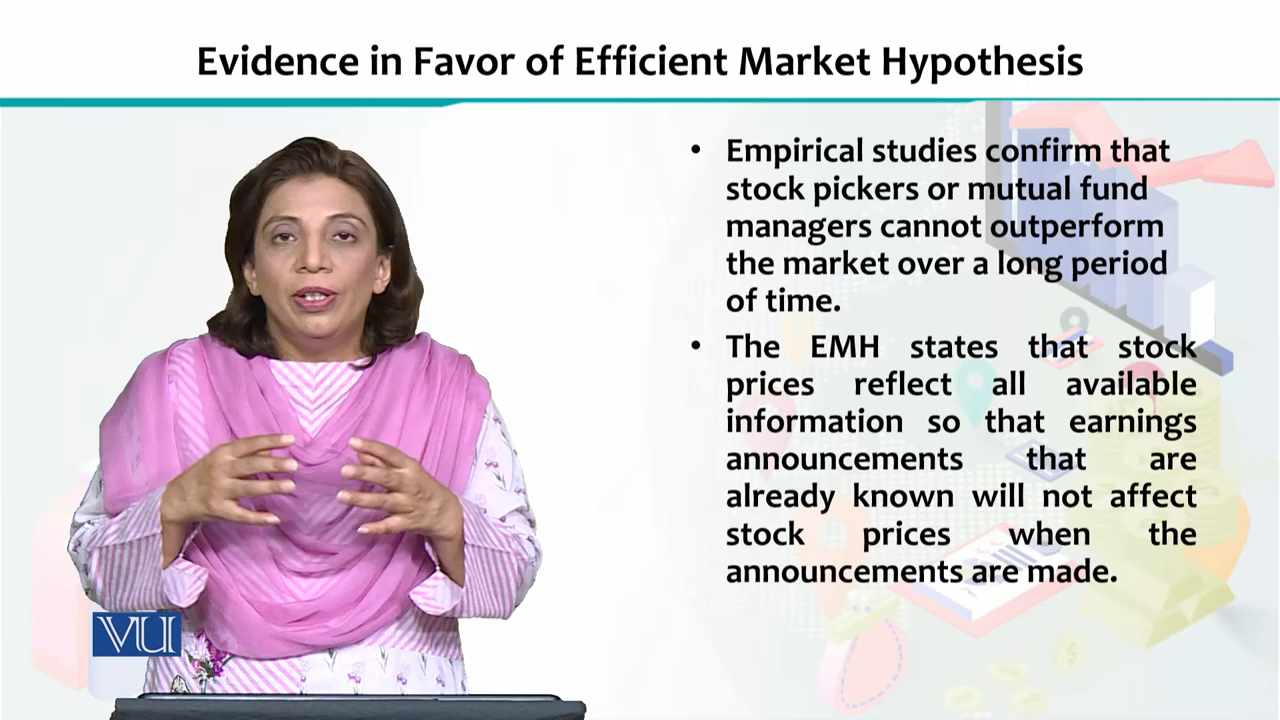 Evidence in Favor of Efficient Market Hypothesis
• Empirical studies confirm that
stock pickers or mutual fund
managers cannot outperform
the market over a long period
of time.
• The EMH states that stock
prices reflect all available
information so that earnings
announcements that are
already known will not affect
stock prices when the
announcements are made.
VU